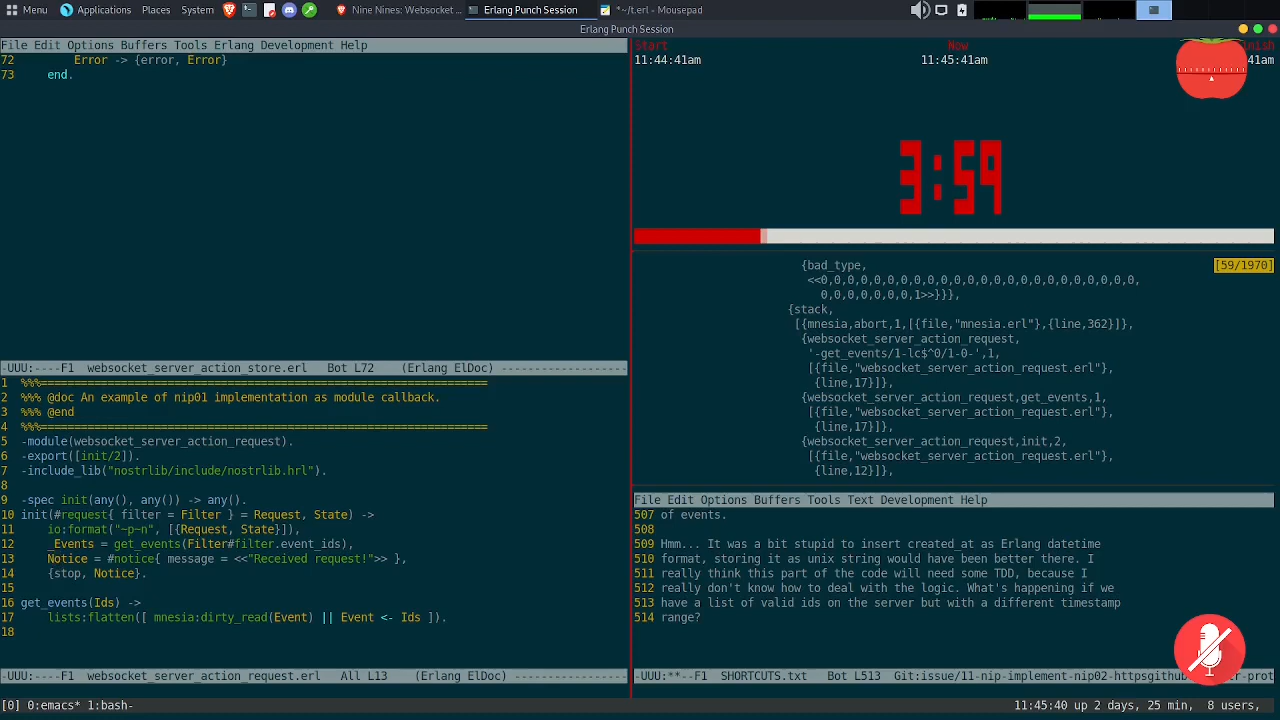 Menu Applications Places System Nine Nines: Websocket ... Erlang Punch Session *~/t.erl - Mousepad
Erlang Punch Session
File Edit Options Buffers Tools Erlang Development Help
72 Error -> {error, Error}
73 end.
-UUU:----F1 websocket_server_action_store.erl Bot L72 (Erlang ElDoc) -------------------
1 %%%===================================================================
2 %%% @doc An example of nip01 implementation as module callback.
3 %%% @end
4 %%%===================================================================
5 -module(websocket_server_action_request).
6 -export([init/2]).
7 -include_lib("nostrlib/include/nostrlib.hrl").
8
9 -spec init(any(), any()) -> any().
10 init(#request{ filter = Filter } = Request, State) ->
11 io:format("~p~n", [{Request, State}]),
12 _Events = get_events(Filter#filter.event_ids),
13 Notice = #notice{ message = <<"Received request!">> },
14 {stop, Notice}.
15
16 get_events(Ids) ->
17 lists:flatten([ mnesia:dirty_read(Event) || Event <- Ids ]).
18
-UUU:----F1 websocket_server_action_request.erl All L13 (Erlang ElDoc) -----------------
Start Now
11:44:41am 11:45:41am 41am
3:59
{bad_type, [59/1970]
<<0,0,0,0,0,0,0,0,0,0,0,0,0,0,0,0,0,0,0,0,0,0,0,0,
0,0,0,0,0,0,0,1>>}}},
{stack,
[{mnesia,abort,1,[{file,"mnesia.erl"},{line,362}]},
{websocket_server_action_request,
'-get_events/1-lc$^0/1-0-',1,
[{file,"websocket_server_action_request.erl"},
{line,17}]},
{websocket_server_action_request,get_events,1,
[{file,"websocket_server_action_request.erl"},
{line,17}]},
{websocket_server_action_request,init,2,
[{file,"websocket_server_action_request.erl"},
{line,12}]},
File Edit Options Buffers Tools Text Development Help
507 of events.
508
509 Hmm... It was a bit stupid to insert created_at as Erlang datetime
510 format, storing it as unix string would have been better there. I
511 really think this part of the code will need some TDD, because I
512 really don't know how to deal with the logic. What's happening if we
513 have a list of valid ids on the server but with a different timestamp
514 range?
-UUU:**--F1 SHORTCUTS.txt Bot L513 Git:issue/11-nip-implement-nip02-httpsgithub
[0] 0:emacs* 1:bash- 11:45:40 up 2 days, 25 min, 8 users,